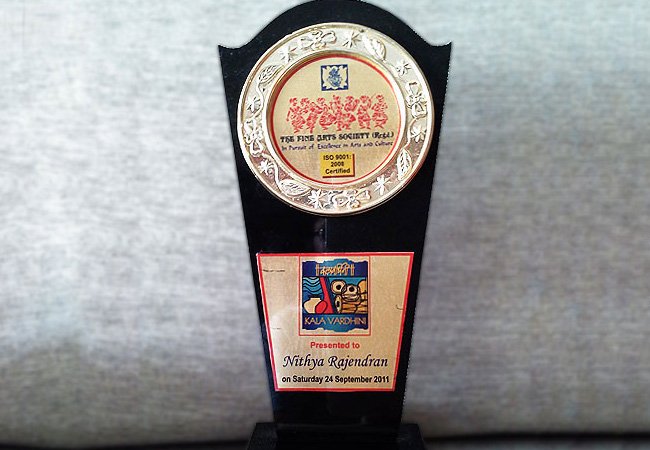 THE FINE ARTS SOCIETY (Regd.)
In Pursuit of Excellence in Arts and Culture
ISO 9001:
2008
Certified
KALA VARDHINI
Presented to
Nithya Rajendran
on Saturday 24 September 2011